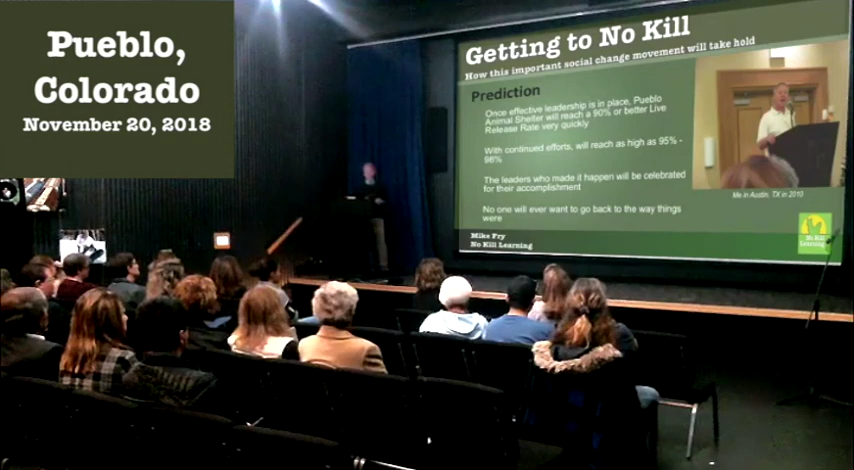 Pueblo,
Colorado
November 20, 2018
Getting to No Kill
How this important social change movement will take hold
Prediction
Once effective leadership is in place, Pueblo
Animal Shelter will reach a 90% or better Live
Release Rate very quickly
With continued efforts, will reach as high as 95% -
98%
The leaders who made it happen will be celebrated
for their accomplishment
No one will ever want to go back to the way things
were
Me in Austin, TX in 2010
Mike Fry
No Kill Learning
No Kill
Learning